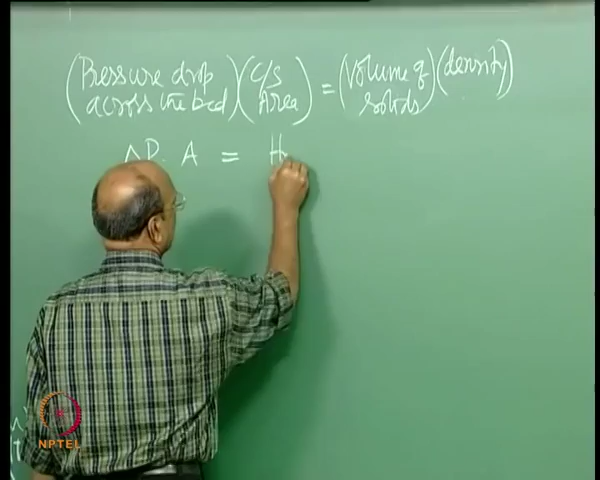 (Pressure drop across the bed) (c/s Area) = (Volume of solids) (density)
ΔP. A = H
NPTEL